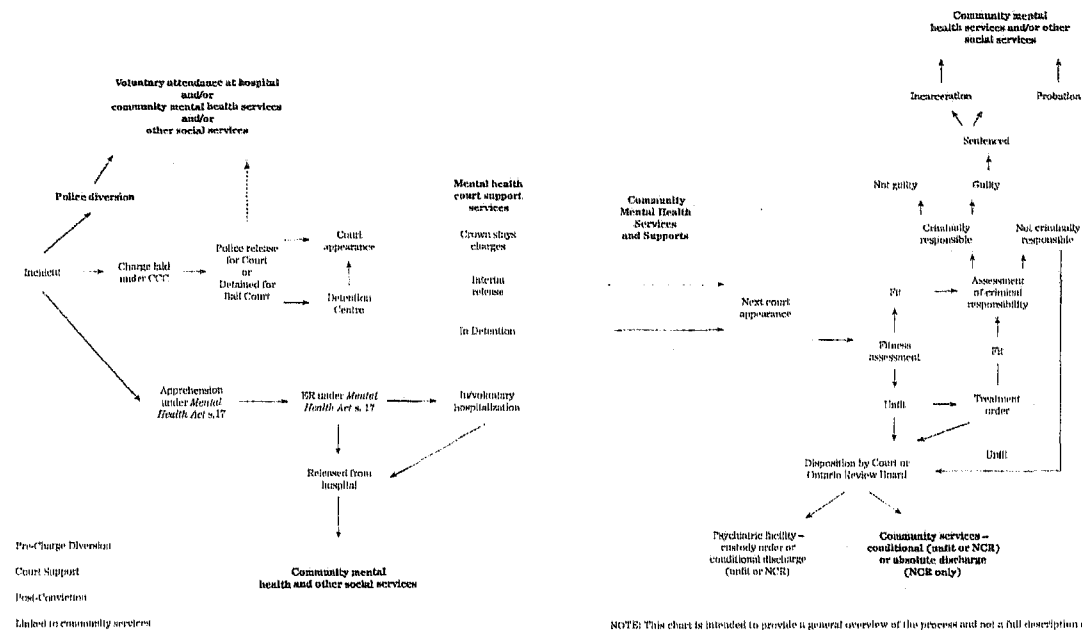 Voluntary attendance at hospital
and/or
community mental health services
and/or
other social services
Police diversion
Incident
Charge laid
under CCC
Police release
for Court
or
Detained for
Bail Court
Court
appearance
Detention
Centre
Mental health
court support
services
Crown stays
charges
Interim
release
In Detention
Apprehension
under Mental
Health Act s.17
ER under Mental
Health Act s. 17
In/voluntary
hospitalization
Released from
hospital
Community mental
health and other social services
Pre-Charge Diversion
Court Support
Post-Conviction
Linked to community services
Community
Mental Health
Services
and Supports
Next court
appearance
Community mental
health services and/or other
social services
Incarceration
Probation
Sentenced
Not guilty
Guilty
Criminally
responsible
Not criminally
responsible
Fit
Assessment
of criminal
responsibility
Fitness
assessment
Fit
Unfit
Treatment
order
Unfit
Disposition by Court or
Ontario Review Board
Psychiatric facility –
custody order or
conditional discharge
(unfit or NCR)
Community services –
conditional (unfit or NCR)
or absolute discharge
(NCR only)
NOTE: This chart is intended to provide a general overview of the process and not a full description